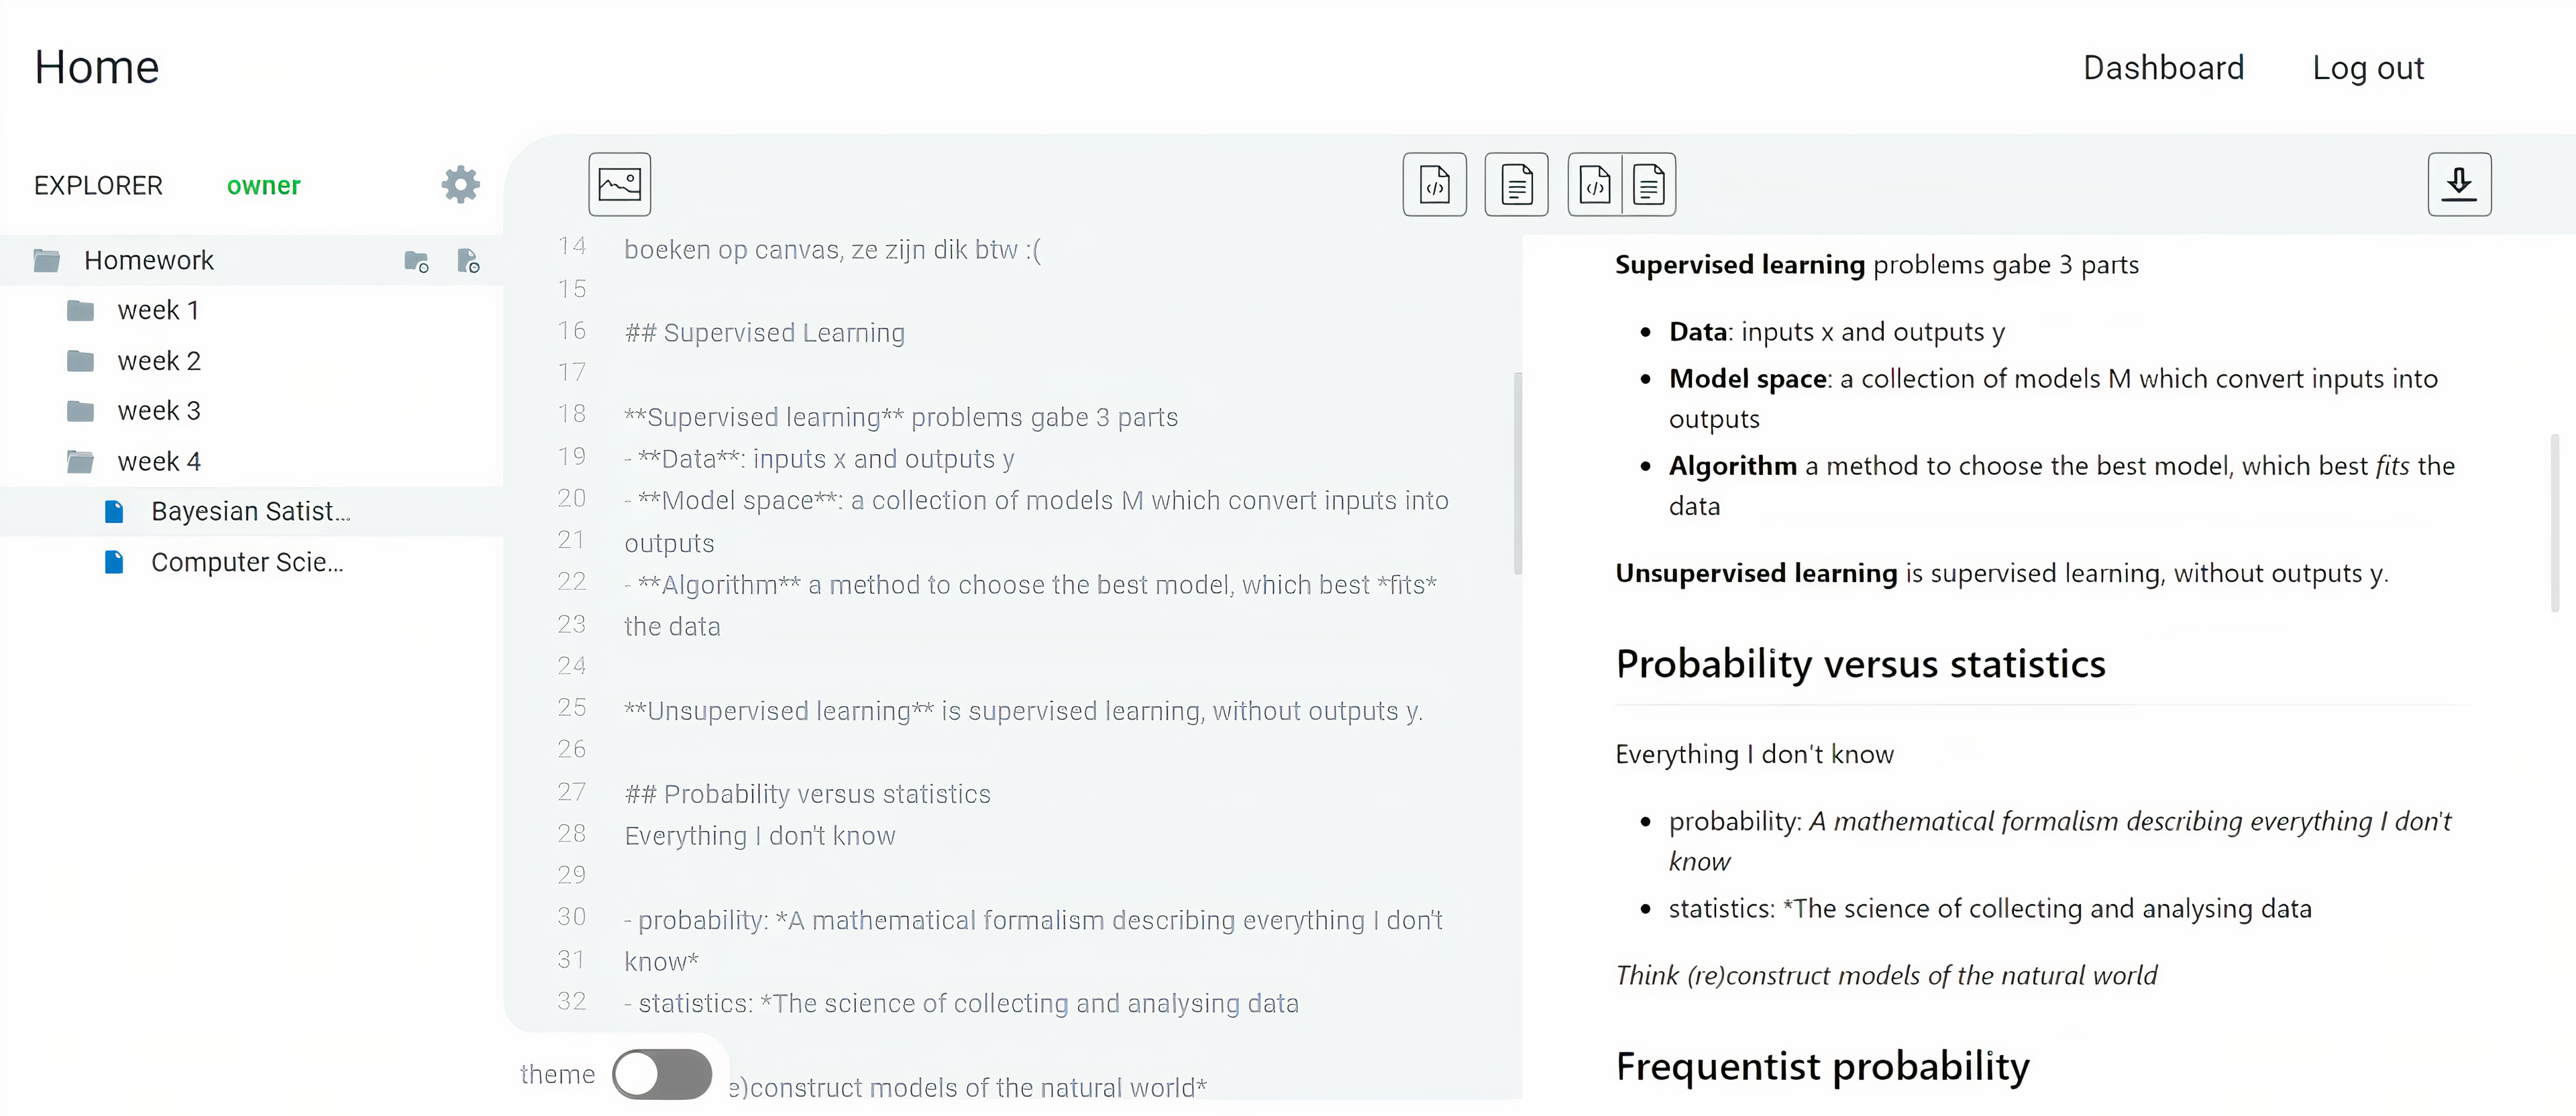 Home
Dashboard
Log out
EXPLORER
owner
Homework
week 1
week 2
week 3
week 4
Bayesian Satist...
Computer Scie...
14 boeken op canvas, ze zijn dik btw :(
15
16 ## Supervised Learning
17
18 **Supervised learning** problems gabe 3 parts
19 - **Data**: inputs x and outputs y
20 - **Model space**: a collection of models M which convert inputs into
21 outputs
22 - **Algorithm** a method to choose the best model, which best *fits*
23 the data
24
25 **Unsupervised learning** is supervised learning, without outputs y.
26
27 ## Probability versus statistics
28 Everything I don't know
29
30 - probability: *A mathematical formalism describing everything I don't
31 know*
32 - statistics: *The science of collecting and analysing data
e)construct models of the natural world*
theme
Supervised learning problems gabe 3 parts
• Data: inputs x and outputs y
• Model space: a collection of models M which convert inputs into
outputs
• Algorithm a method to choose the best model, which best fits the
data
Unsupervised learning is supervised learning, without outputs y.
Probability versus statistics
Everything I don't know
• probability: A mathematical formalism describing everything I don't
know
• statistics: *The science of collecting and analysing data
Think (re)construct models of the natural world
Frequentist probability